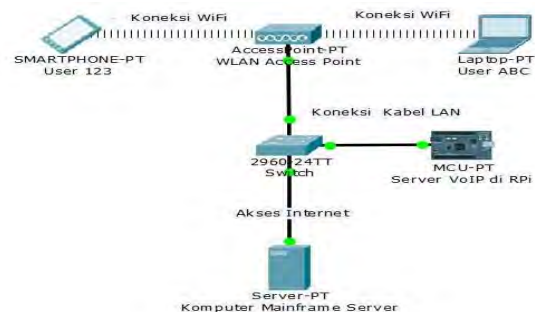 Koneksi WiFi
Koneksi WiFi
SMARTPHONE-PT
User 123
AccessPoint-PT
WLAN Access Point
Laptop-PT
User ABC
Koneksi Kabel LAN
2960-24TT
Switch
MCU-PT
Server VoIP di RPi
Akses Internet
Server-PT
Komputer Mainframe Server